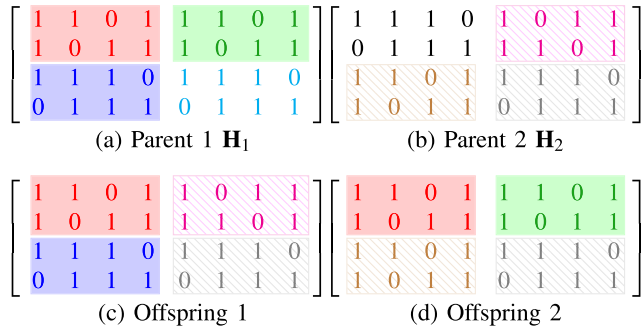 1 1 0 1 1 1 0 1 1 1 1 0 1 0 1 1
1 0 1 1 1 0 1 1 0 1 1 1 1 1 0 1
1 1 1 0 1 1 1 0 1 1 0 1 1 1 1 0
0 1 1 1 0 1 1 1 1 0 1 1 0 1 1 1
(a) Parent 1 H₁ (b) Parent 2 H₂
1 1 0 1 1 0 1 1 1 1 0 1 1 1 0 1
1 0 1 1 1 1 0 1 1 0 1 1 1 0 1 1
1 1 1 0 1 1 1 0 1 1 0 1 1 1 1 0
0 1 1 1 0 1 1 1 1 0 1 1 0 1 1 1
(c) Offspring 1 (d) Offspring 2